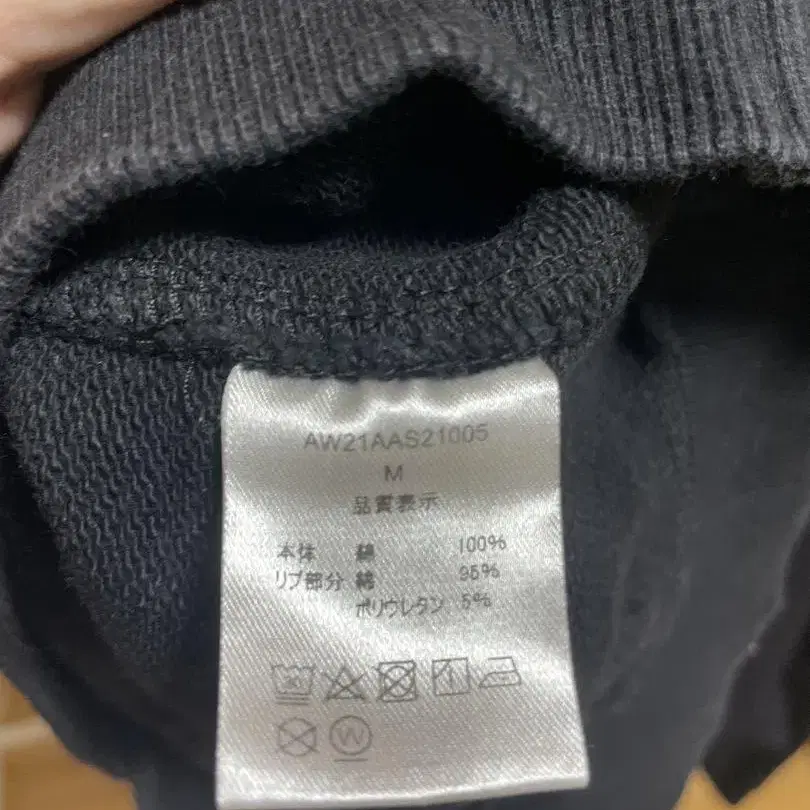 AW21AAS21005
M
品質表示
本体 綿 100%
リブ部分 綿 95%
ポリウレタン 5%
W